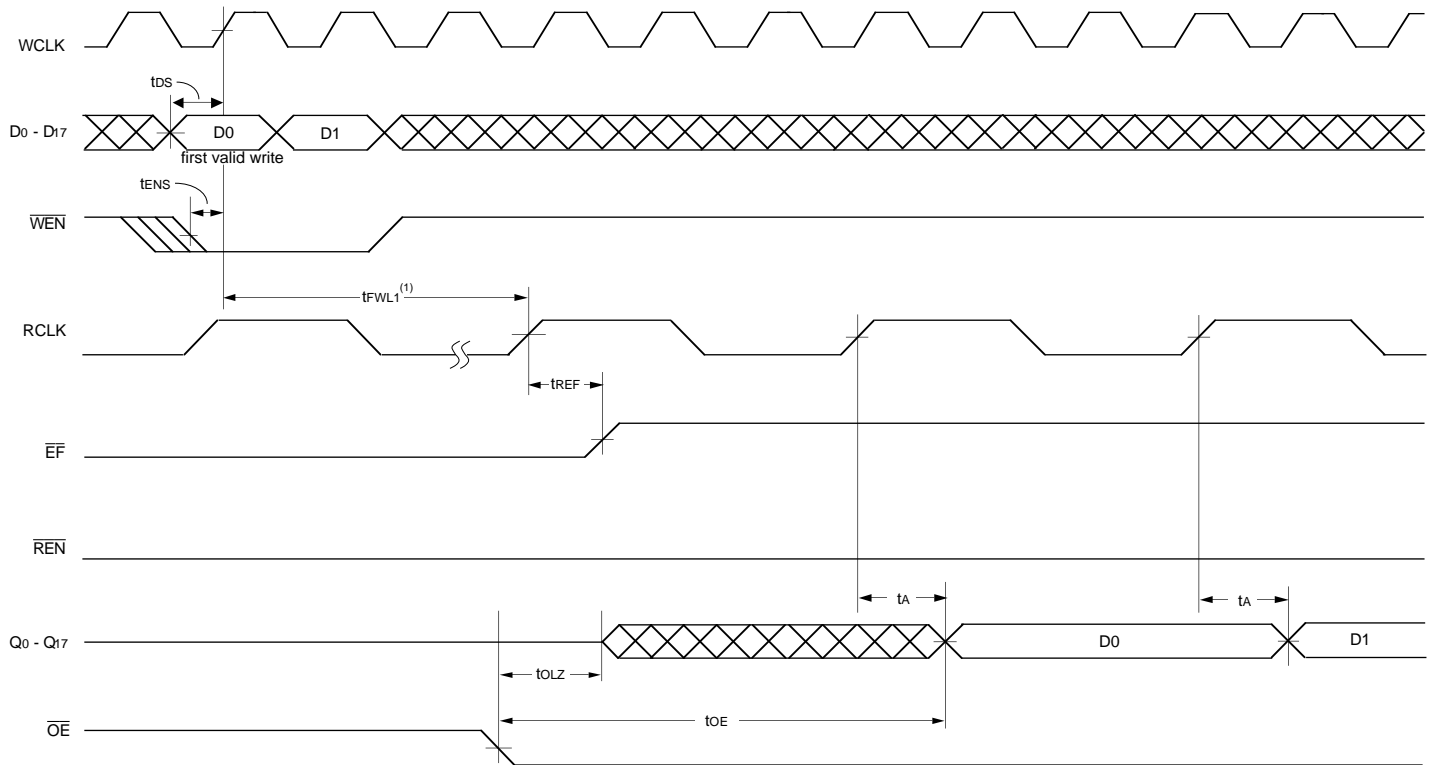 WCLK
tDS
D0 - D17
D0
D1
first valid write
tENS
WEN
tFWL1(1)
RCLK
tREF
EF
REN
tA
tA
Q0 - Q17
D0
D1
tOLZ
tOE
OE